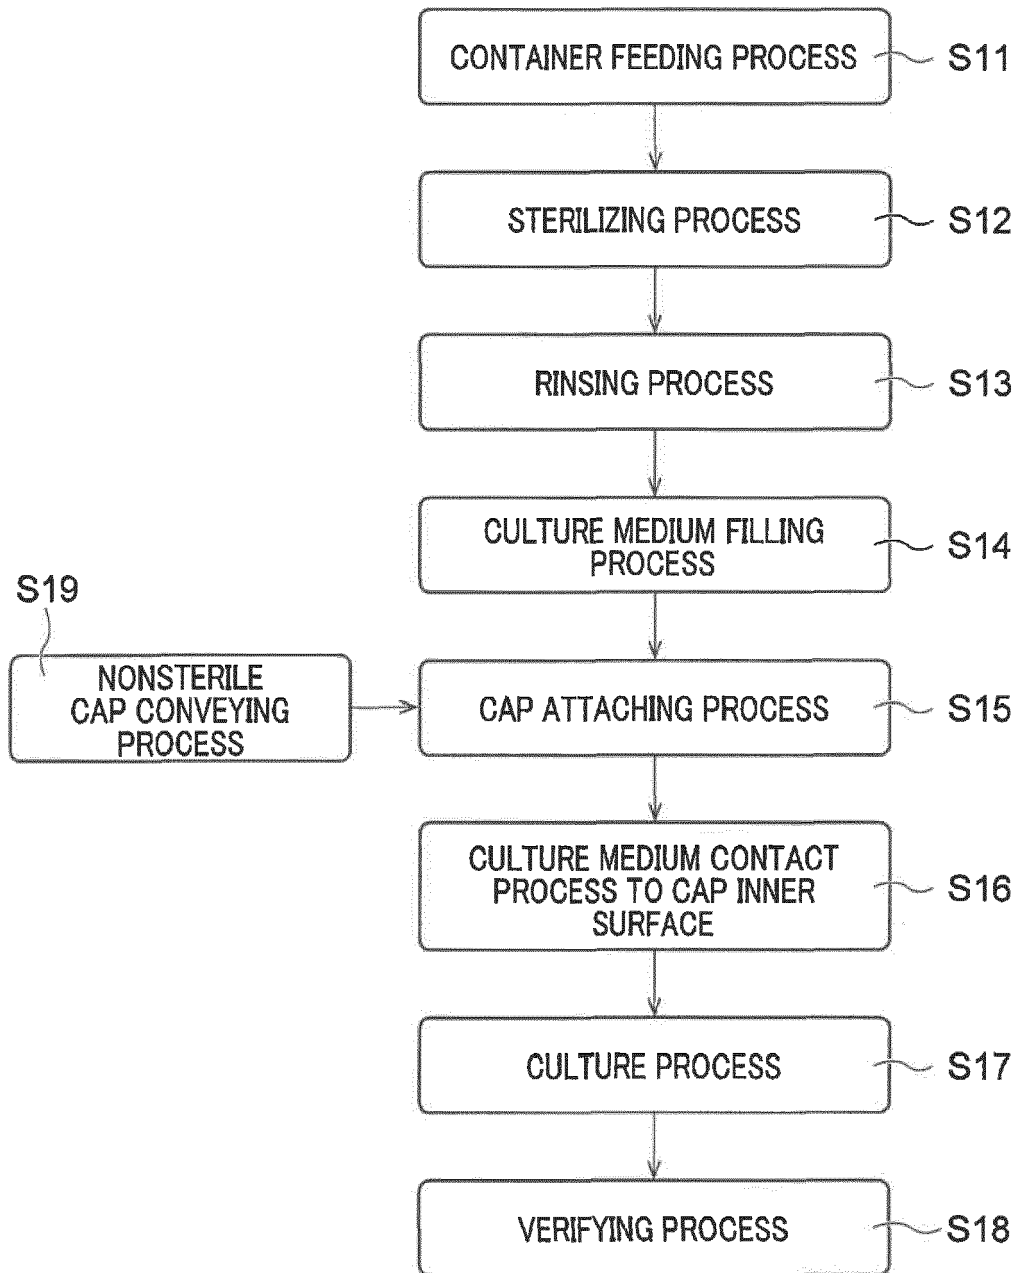 CONTAINER FEEDING PROCESS
S11
STERILIZING PROCESS
S12
RINSING PROCESS
S13
CULTURE MEDIUM FILLING
PROCESS
S14
S19
NONSTERILE
CAP CONVEYING
PROCESS
CAP ATTACHING PROCESS
S15
CULTURE MEDIUM CONTACT
PROCESS TO CAP INNER
SURFACE
S16
CULTURE PROCESS
S17
VERIFYING PROCESS
S18